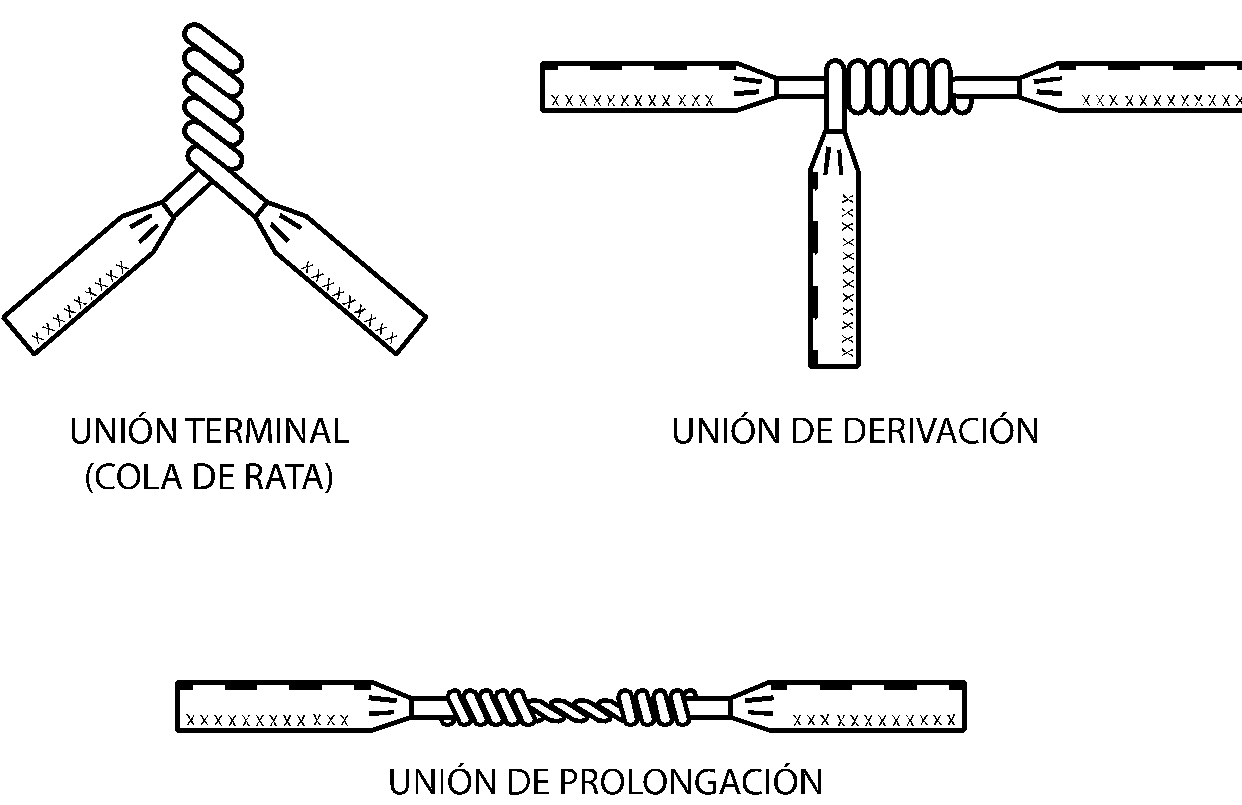 UNIÓN TERMINAL
(COLA DE RATA)
UNIÓN DE DERIVACIÓN
UNIÓN DE PROLONGACIÓN